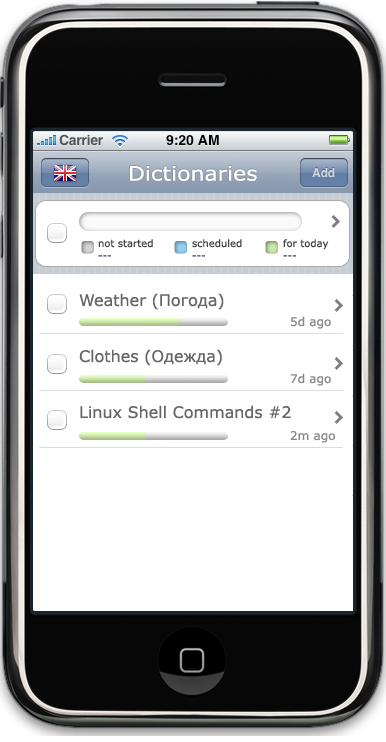 Carrier 9:20 AM
Dictionaries Add
not started scheduled for today
--- --- ---
Weather (Погода)
5d ago
Clothes (Одежда)
7d ago
Linux Shell Commands #2
2m ago